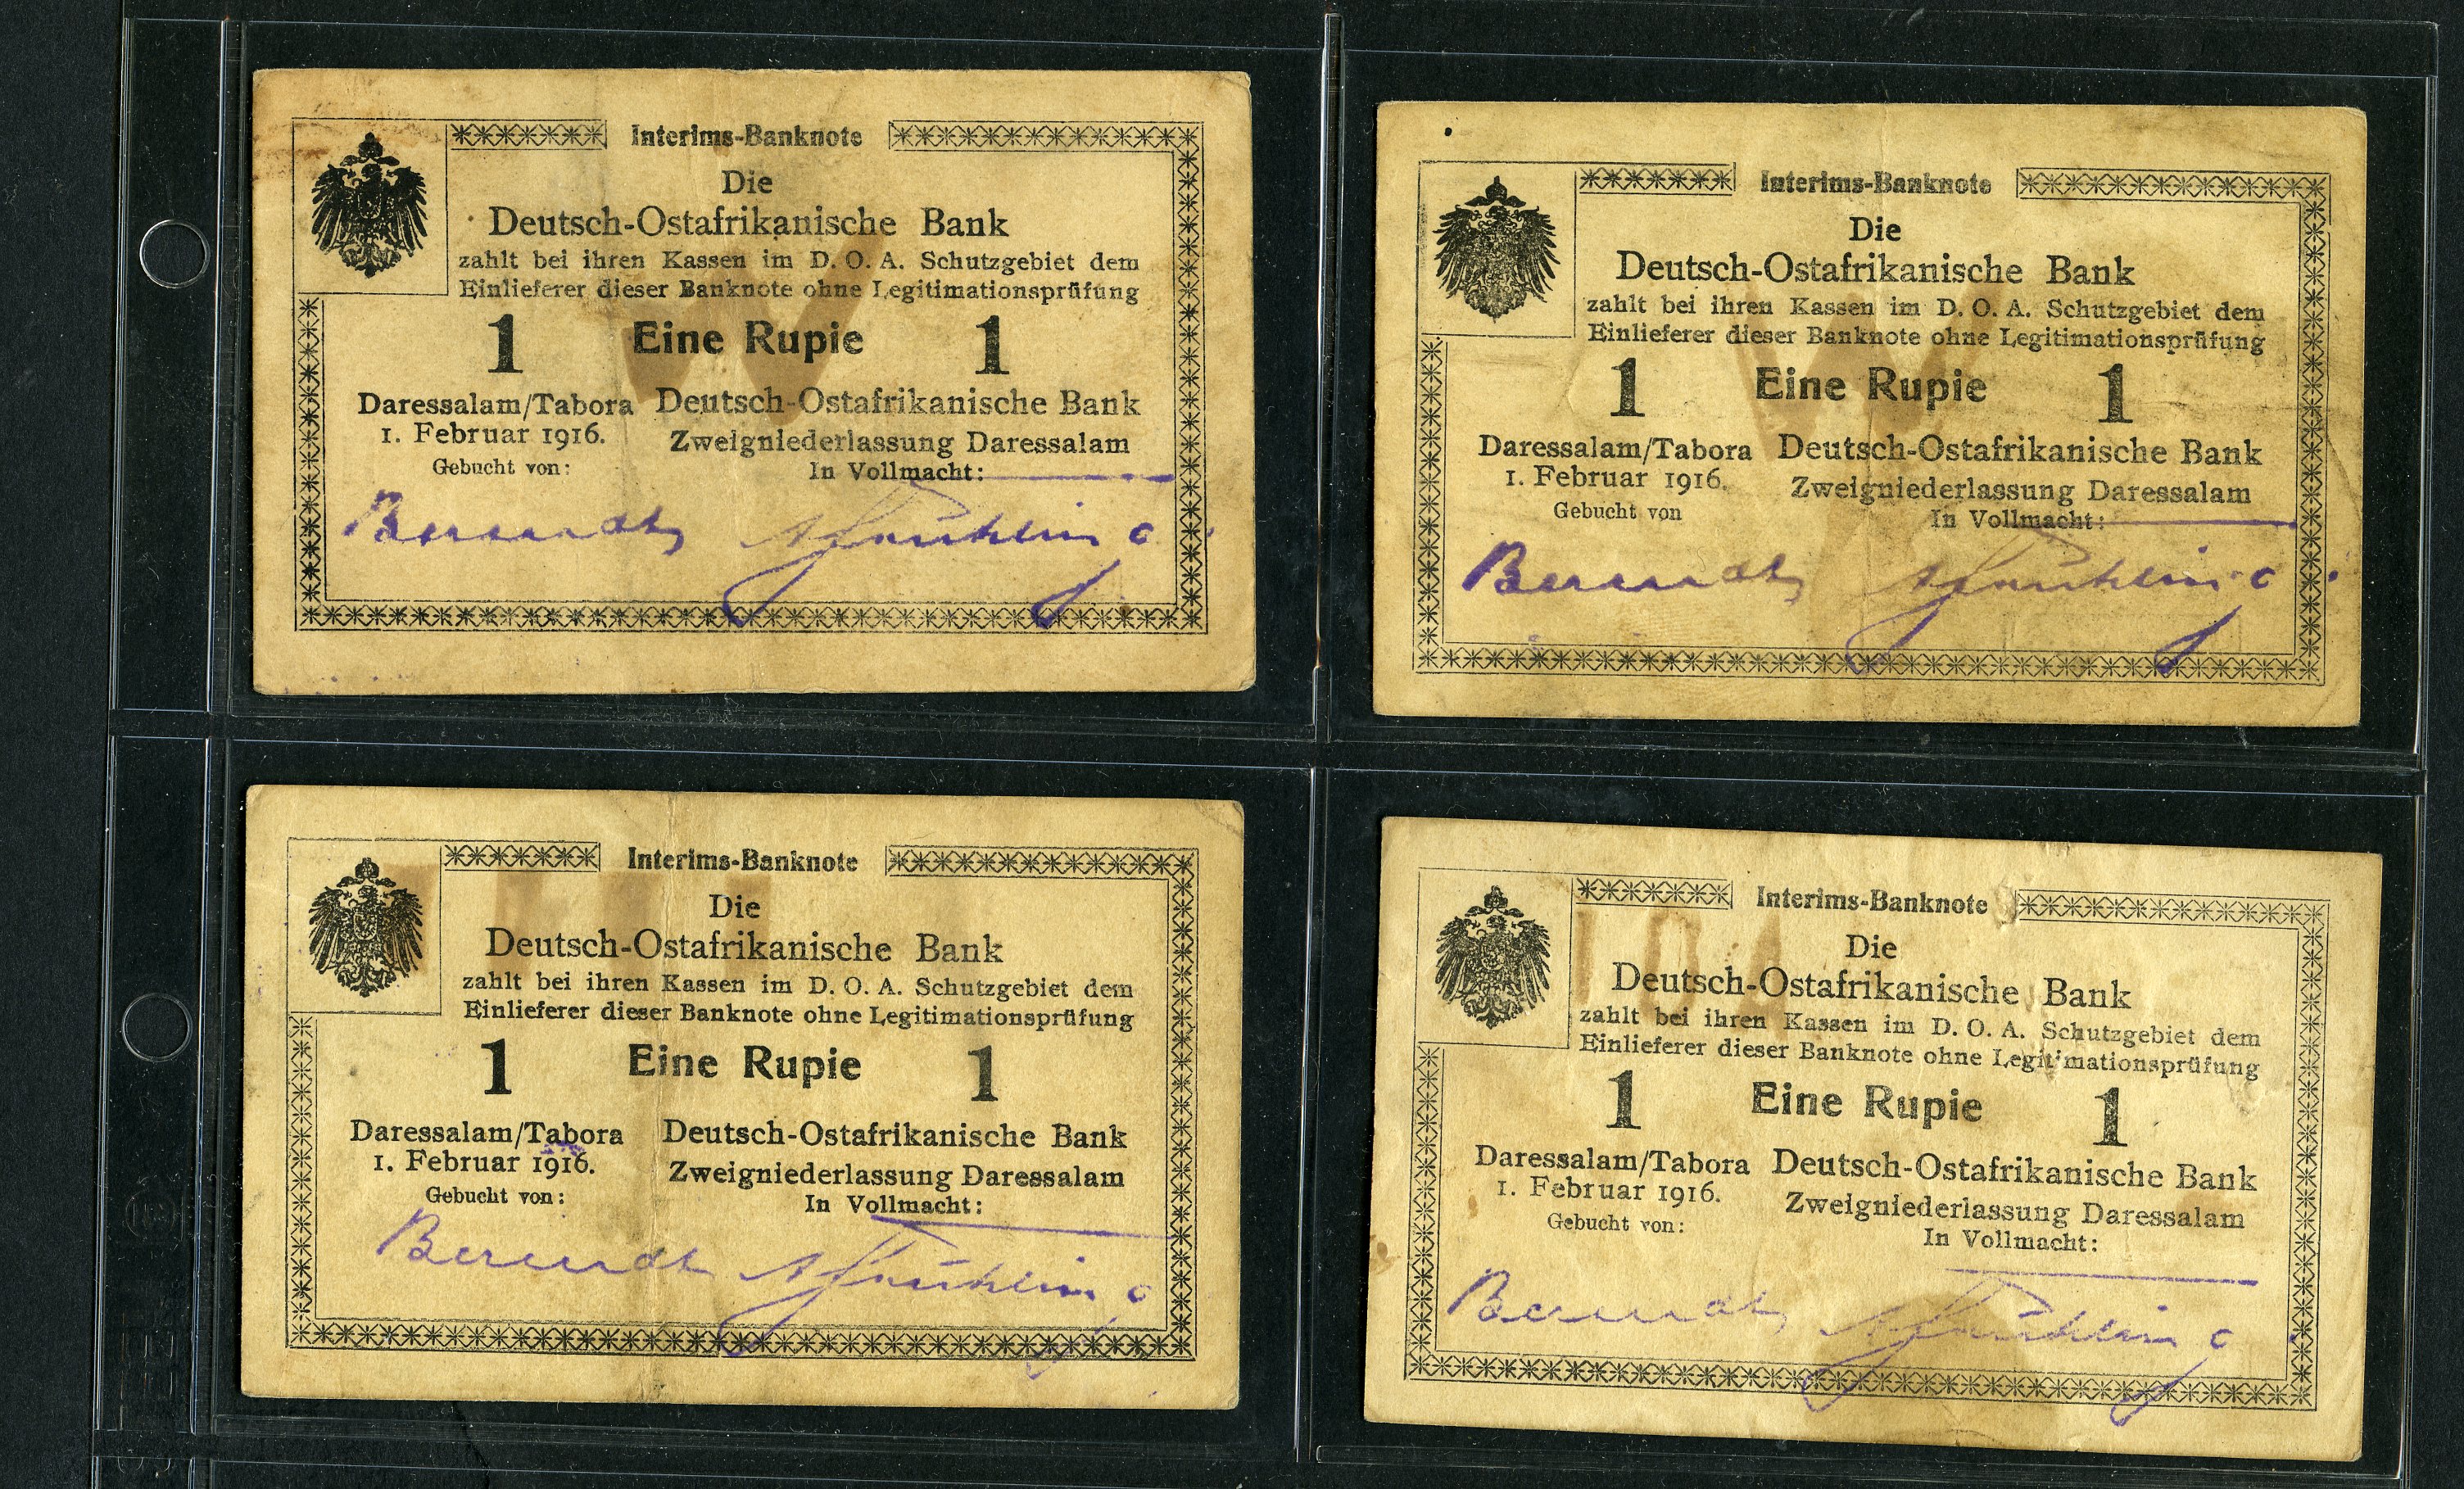 Interims-Banknote
Die
Deutsch-Ostafrikanische Bank
zahlt bei ihren Kassen im D. O. A. Schutzgebiet dem
Einlieferer dieser Banknote ohne Legitimationsprüfung
1 Eine Rupie 1
Daressalam/Tabora Deutsch-Ostafrikanische Bank
1. Februar 1916. Zweigniederlassung Daressalam
Gebucht von: In Vollmacht:
Berendt
Interims-Banknote
Die
Deutsch-Ostafrikanische Bank
zahlt bei ihren Kassen im D. O. A. Schutzgebiet dem
Einlieferer dieser Banknote ohne Legitimationsprüfung
1 Eine Rupie 1
Daressalam/Tabora Deutsch-Ostafrikanische Bank
1. Februar 1916. Zweigniederlassung Daressalam
Gebucht von In Vollmacht:
Berendt
Interims-Banknote
Die
Deutsch-Ostafrikanische Bank
zahlt bei ihren Kassen im D. O. A. Schutzgebiet dem
Einlieferer dieser Banknote ohne Legitimationsprüfung
1 Eine Rupie 1
Daressalam/Tabora Deutsch-Ostafrikanische Bank
1. Februar 1916. Zweigniederlassung Daressalam
Gebucht von: In Vollmacht:
Berendt
Interims-Banknote
Die
Deutsch-Ostafrikanische Bank
zahlt bei ihren Kassen im D. O. A. Schutzgebiet dem
Einlieferer dieser Banknote ohne Legitimationsprüfung
1 Eine Rupie 1
Daressalam/Tabora Deutsch-Ostafrikanische Bank
1. Februar 1916. Zweigniederlassung Daressalam
Gebucht von: In Vollmacht:
Berendt